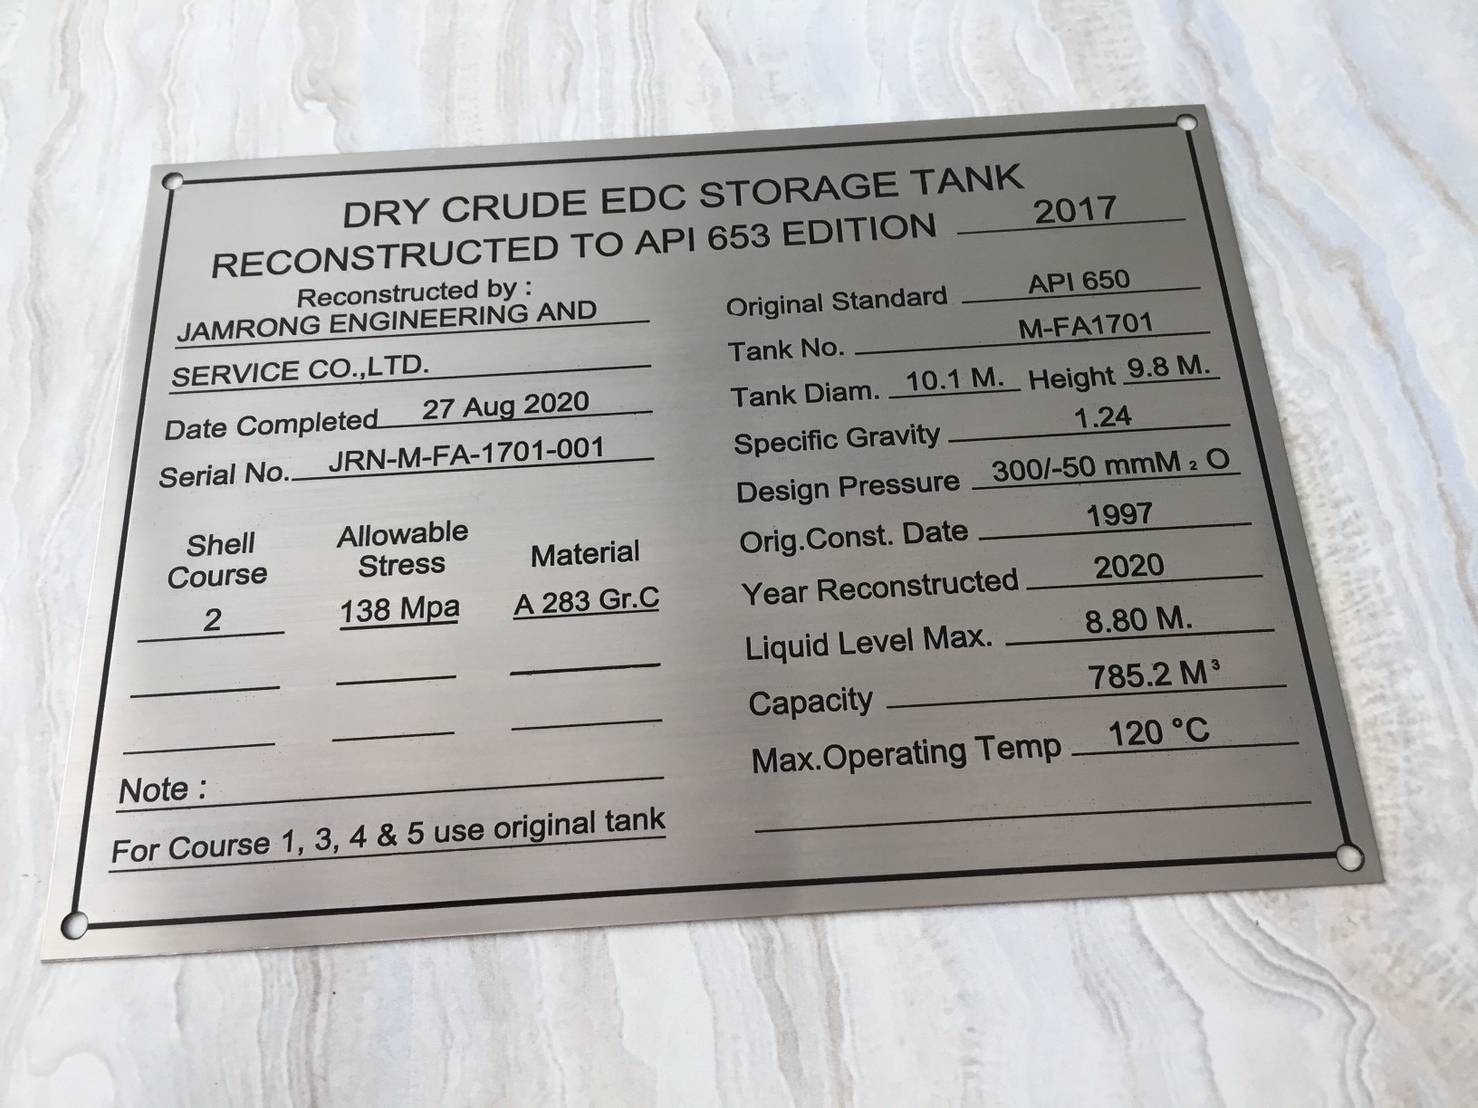 DRY CRUDE EDC STORAGE TANK
RECONSTRUCTED TO API 653 EDITION 2017
Reconstructed by :
JAMRONG ENGINEERING AND
SERVICE CO.,LTD.
Date Completed 27 Aug 2020
Serial No. JRN-M-FA-1701-001
Shell Course Allowable Stress Material
2 138 Mpa A 283 Gr.C
Note :
For Course 1, 3, 4 & 5 use original tank
Original Standard API 650
Tank No. M-FA1701
Tank Diam. 10.1 M. Height 9.8 M.
Specific Gravity 1.24
Design Pressure 300/-50 mmM ₂ O
Orig.Const. Date 1997
Year Reconstructed 2020
Liquid Level Max. 8.80 M.
Capacity 785.2 M³
Max.Operating Temp 120 °C